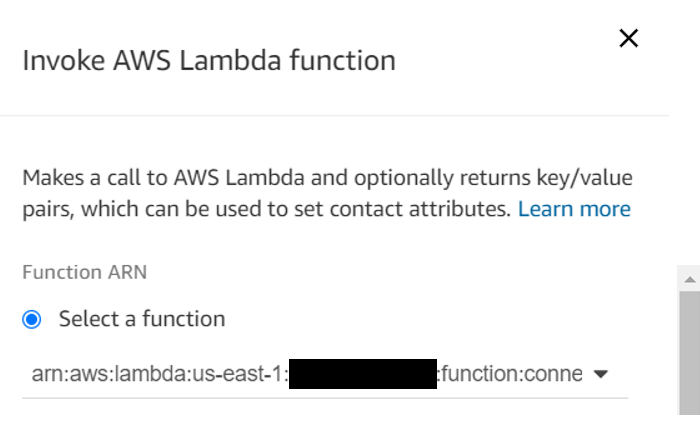 Invoke AWS Lambda function
Makes a call to AWS Lambda and optionally returns key/value
pairs, which can be used to set contact attributes. Learn more
Function ARN
Select a function
arn:aws:lambda:us-east-1: :function:conne